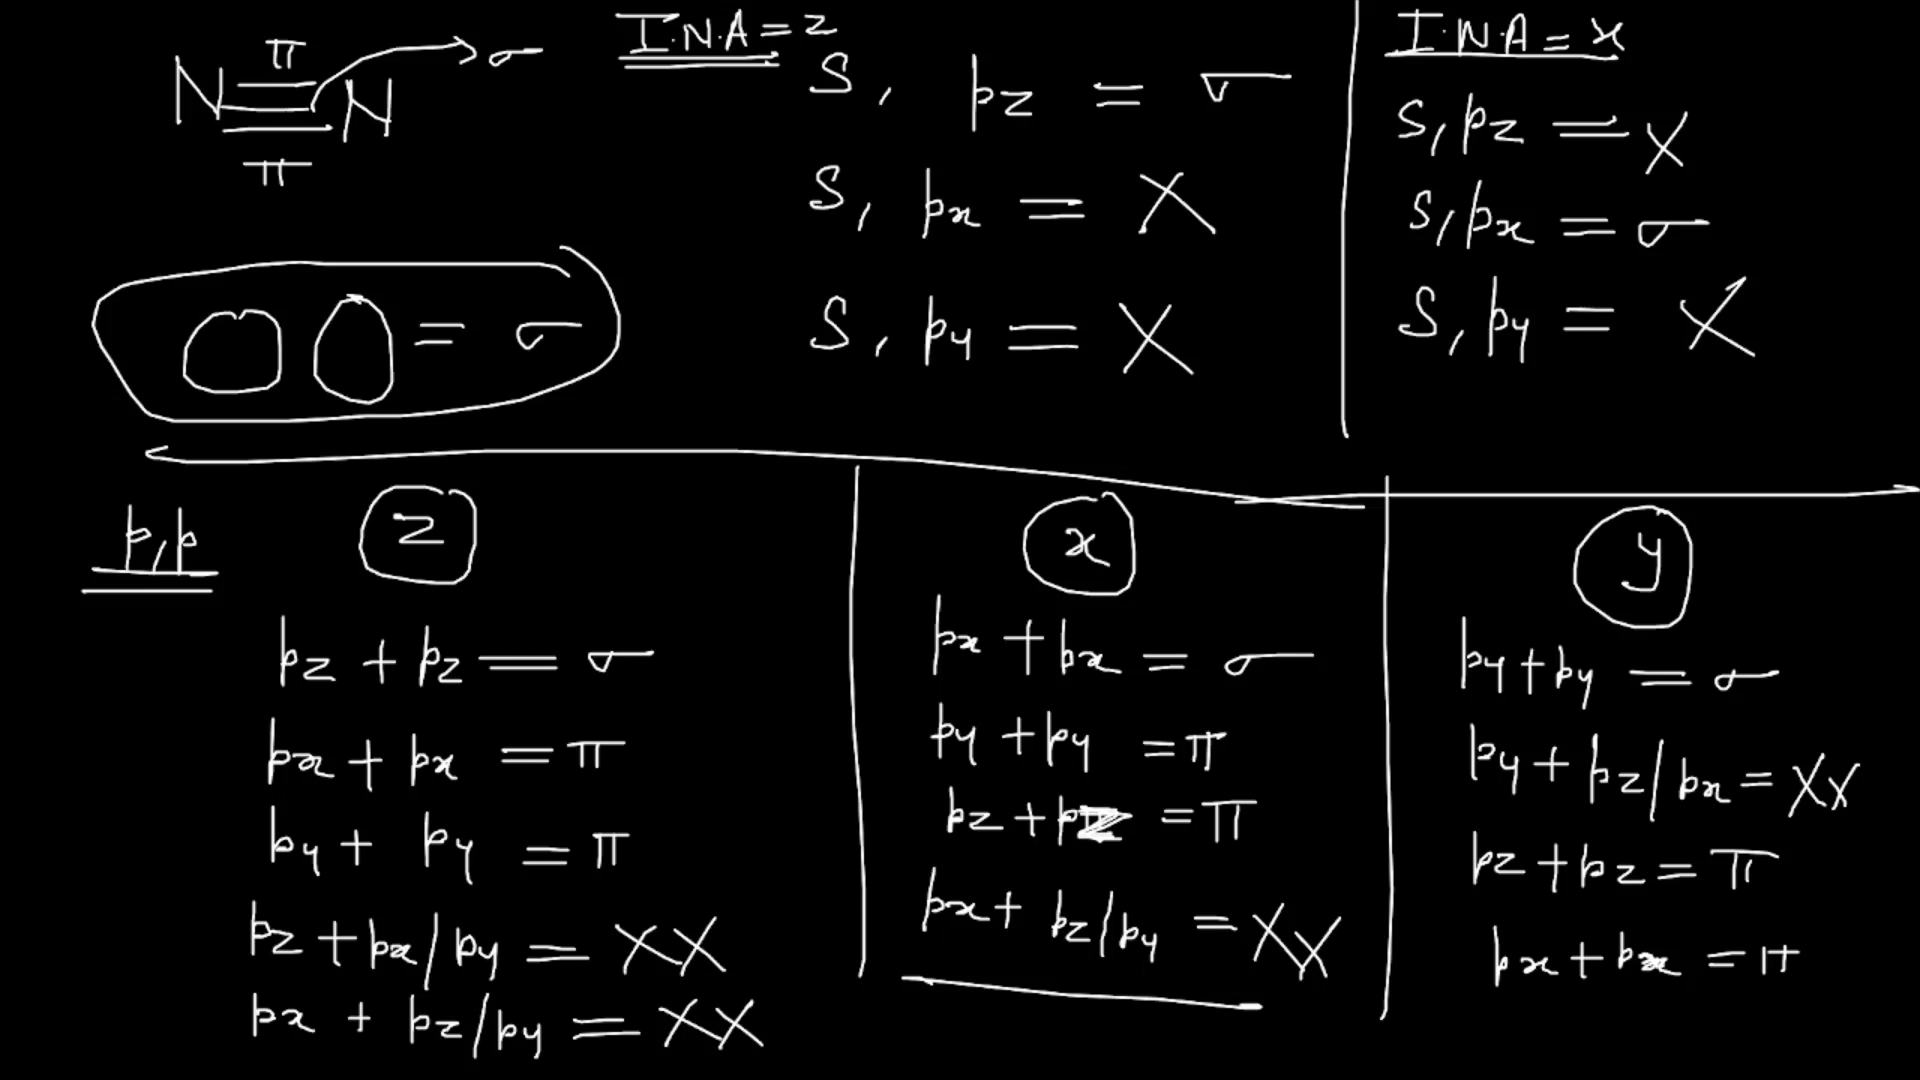 π
N≡N → σ
π
O O = σ
I.N.A = z
s, pz = σ
s, px = X
s, py = X
I.N.A = x
s, pz = X
s, px = σ
s, py = X
p,p
z
pz + pz = σ
px + px = π
py + py = π
pz + px/py = XX
px + pz/py = XX
x
px + px = σ
py + py = π
pz + pz = π
px + pz/py = XX
y
py + py = σ
py + pz/px = XX
pz + pz = π
px + px = π